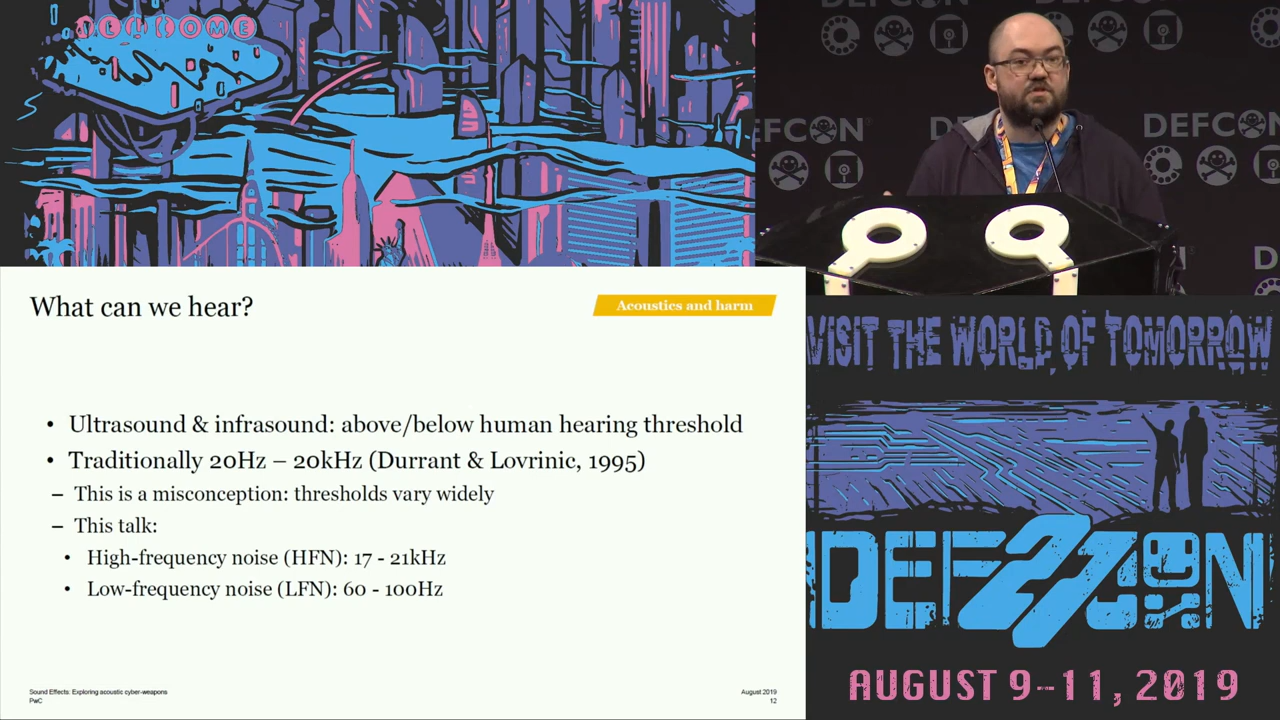 WELCOME
DEFCON
DEFCON
DEFCON
What can we hear?
Acoustics and harm
• Ultrasound & infrasound: above/below human hearing threshold
• Traditionally 20Hz – 20kHz (Durrant & Lovrinic, 1995)
– This is a misconception: thresholds vary widely
– This talk:
• High-frequency noise (HFN): 17 - 21kHz
• Low-frequency noise (LFN): 60 - 100Hz
Sound Effects: Exploring acoustic cyber-weapons
PwC
August 2019
12
VISIT THE WORLD OF TOMORROW
DEF27CON
AUGUST 9-11, 2019